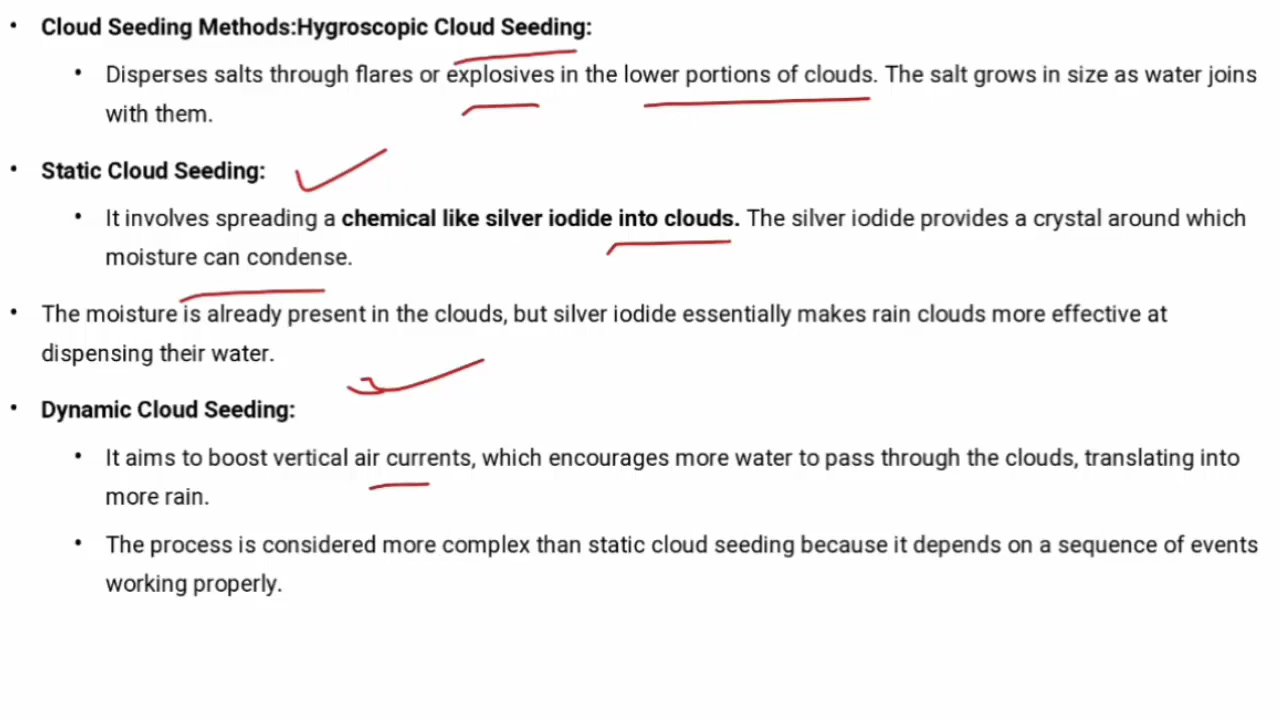 • Cloud Seeding Methods:Hygroscopic Cloud Seeding:
• Disperses salts through flares or explosives in the lower portions of clouds. The salt grows in size as water joins
with them.
• Static Cloud Seeding:
• It involves spreading a chemical like silver iodide into clouds. The silver iodide provides a crystal around which
moisture can condense.
• The moisture is already present in the clouds, but silver iodide essentially makes rain clouds more effective at
dispensing their water.
• Dynamic Cloud Seeding:
• It aims to boost vertical air currents, which encourages more water to pass through the clouds, translating into
more rain.
• The process is considered more complex than static cloud seeding because it depends on a sequence of events
working properly.